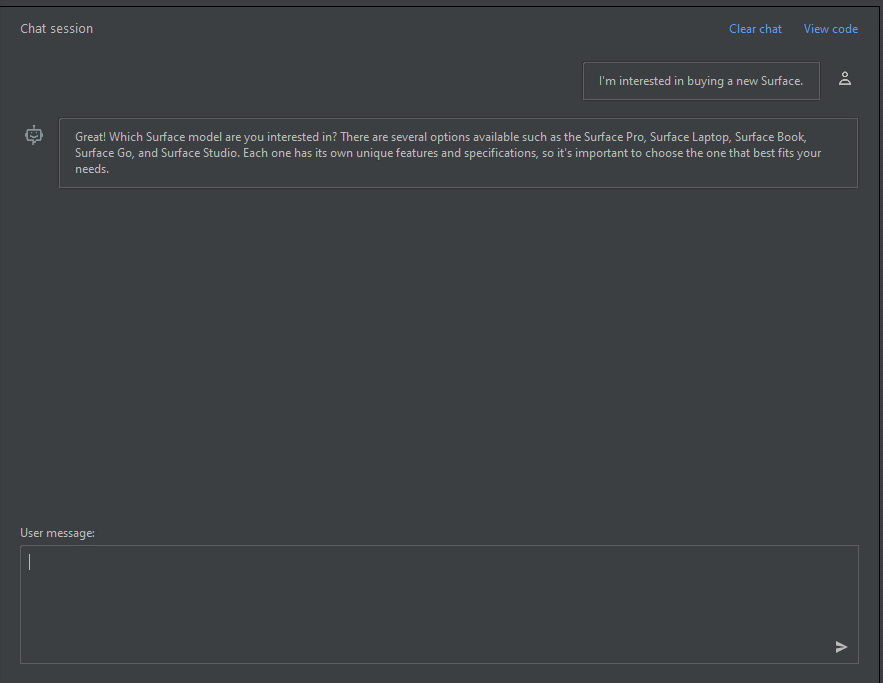 Chat session
Clear chat
View code
I'm interested in buying a new Surface.
Great! Which Surface model are you interested in? There are several options available such as the Surface Pro, Surface Laptop, Surface Book,
Surface Go, and Surface Studio. Each one has its own unique features and specifications, so it's important to choose the one that best fits your
needs.
User message: